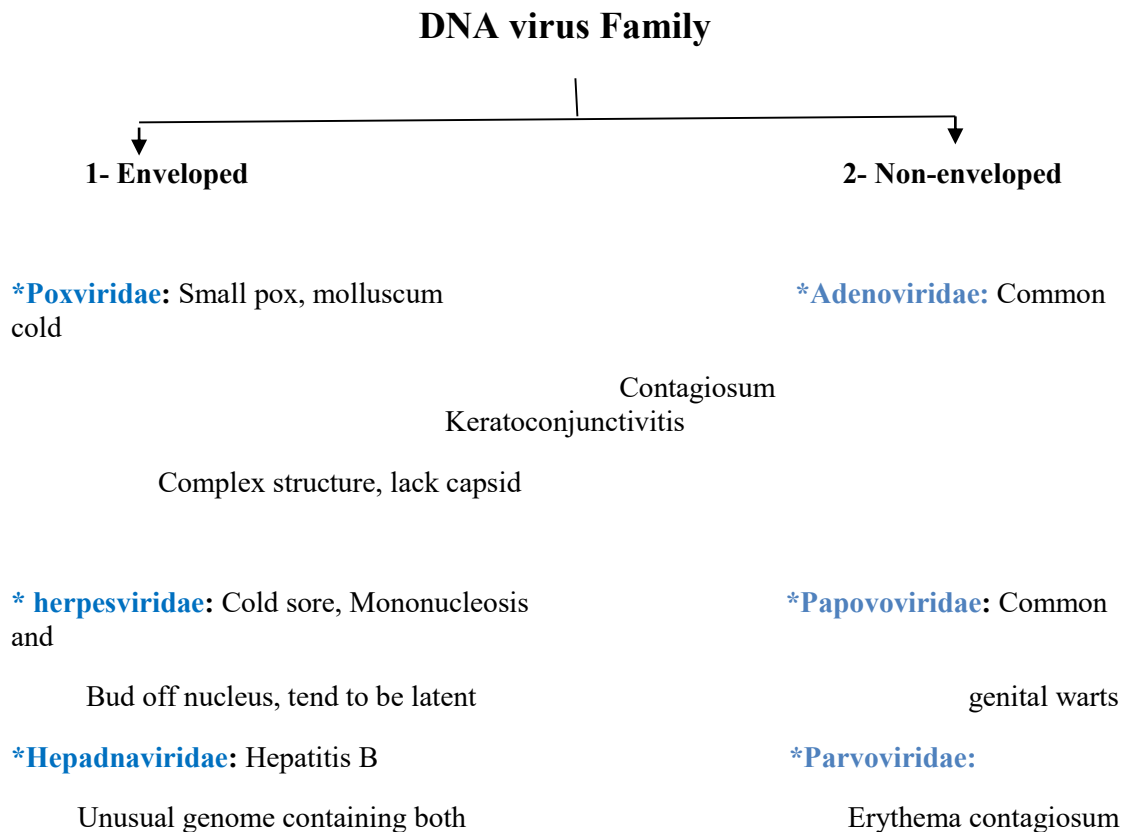 DNA virus Family
1- Enveloped 2- Non-enveloped
*Poxviridae: Small pox, molluscum *Adenoviridae: Common
cold
Contagiosum
Keratoconjunctivitis
Complex structure, lack capsid
* herpesviridae: Cold sore, Mononucleosis *Papovoviridae: Common
and
Bud off nucleus, tend to be latent genital warts
*Hepadnaviridae: Hepatitis B *Parvoviridae:
Unusual genome containing both Erythema contagiosum